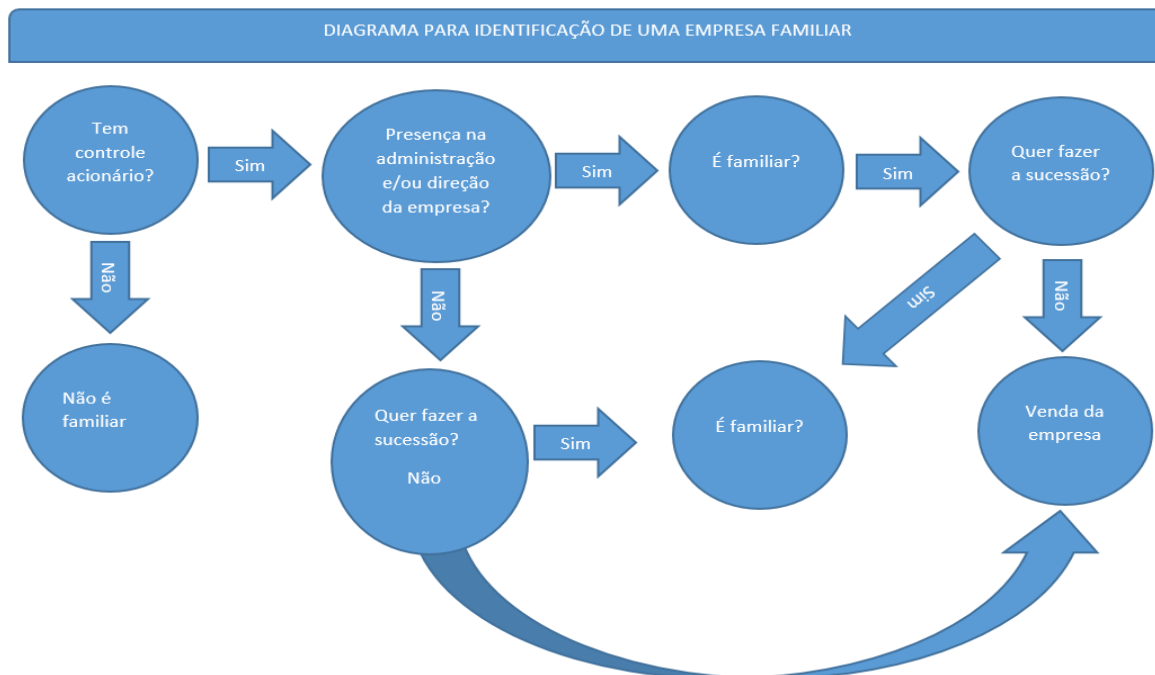 DIAGRAMA PARA IDENTIFICAÇÃO DE UMA EMPRESA FAMILIAR
Tem
controle
acionário?
Sim
Presença na
administração
e/ou direção
da empresa?
Sim
É familiar?
Sim
Quer fazer
a sucessão?
Não
Não
Sim
Não
Não é
familiar
Quer fazer a
sucessão?
Não
Sim
É familiar?
Venda da
empresa